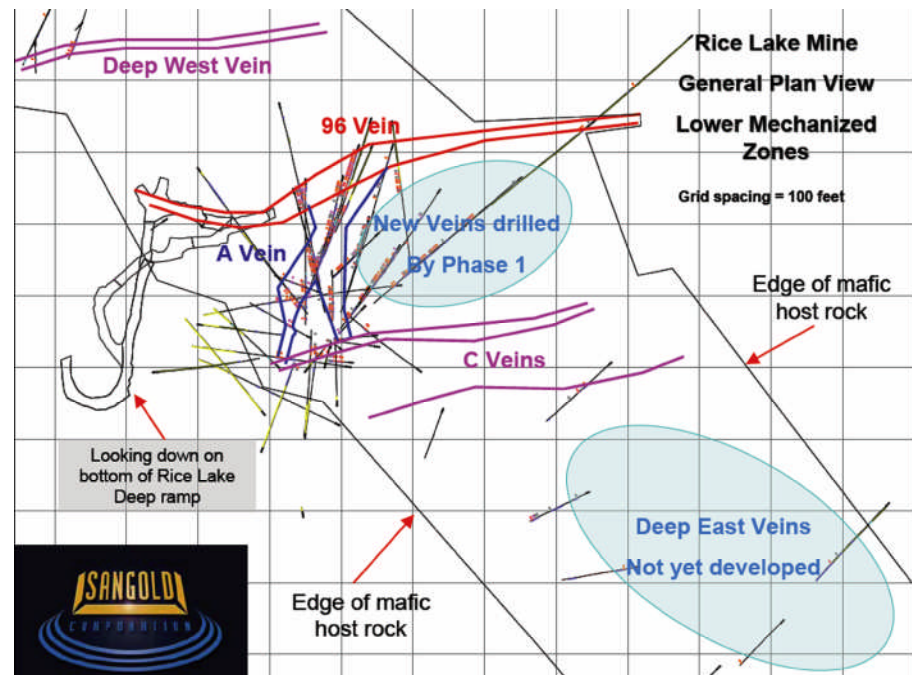 Rice Lake Mine
General Plan View
Lower Mechanized
Zones
Grid spacing = 100 feet
Deep West Vein
96 Vein
A Vein
New Veins drilled
By Phase 1
C Veins
Edge of mafic
host rock
Looking down on
bottom of Rice Lake
Deep ramp
Deep East Veins
Not yet developed
Edge of mafic
host rock
SANGOLD
CORPORATION